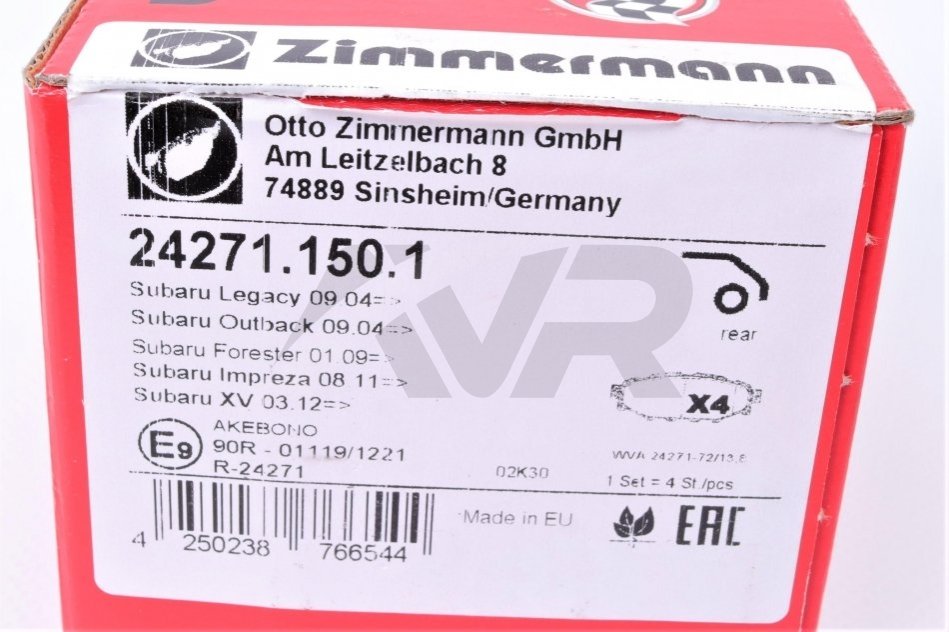 Zimmermann
Otto Zimmermann GmbH
Am Leitzelbach 8
74889 Sinsheim/Germany
24271.150.1
Subaru Legacy 09.04=>
Subaru Outback 09.04=>
Subaru Forester 01.09=>
Subaru Impreza 08.11=>
Subaru XV 03.12=>
rear
X4
E9
AKEBONO
90R - 01119/1221
R-24271
02K30
WVA 24271-72/13,8
1 Set = 4 St./pcs
Made in EU
EAC
4 250238 766544
VR